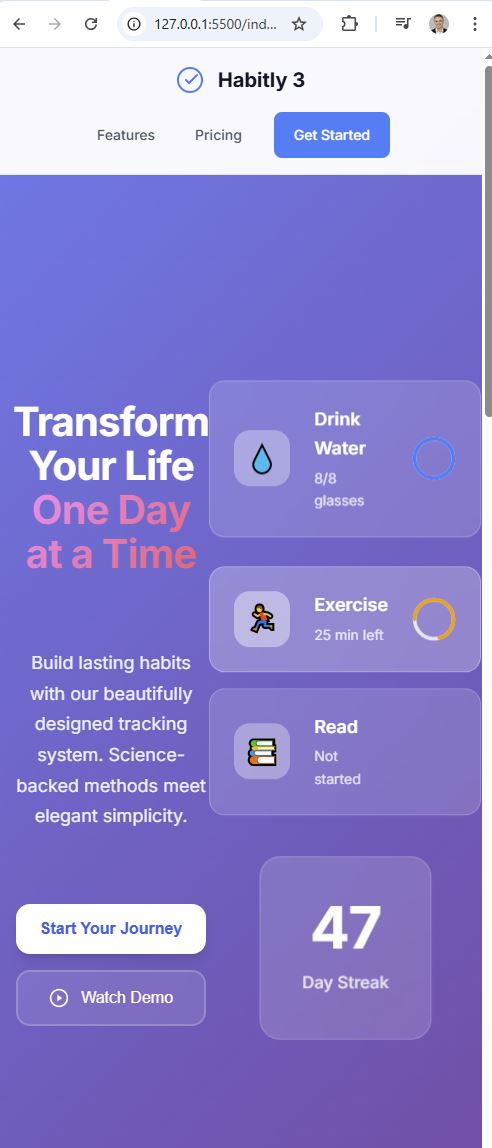 127.0.0.1:5500/ind...
Habitly 3
Features
Pricing
Get Started
Transform
Your Life
One Day
at a Time
Build lasting habits
with our beautifully
designed tracking
system. Science-
backed methods meet
elegant simplicity.
Start Your Journey
Watch Demo
Drink
Water
8/8
glasses
Exercise
25 min left
Read
Not
started
47
Day Streak